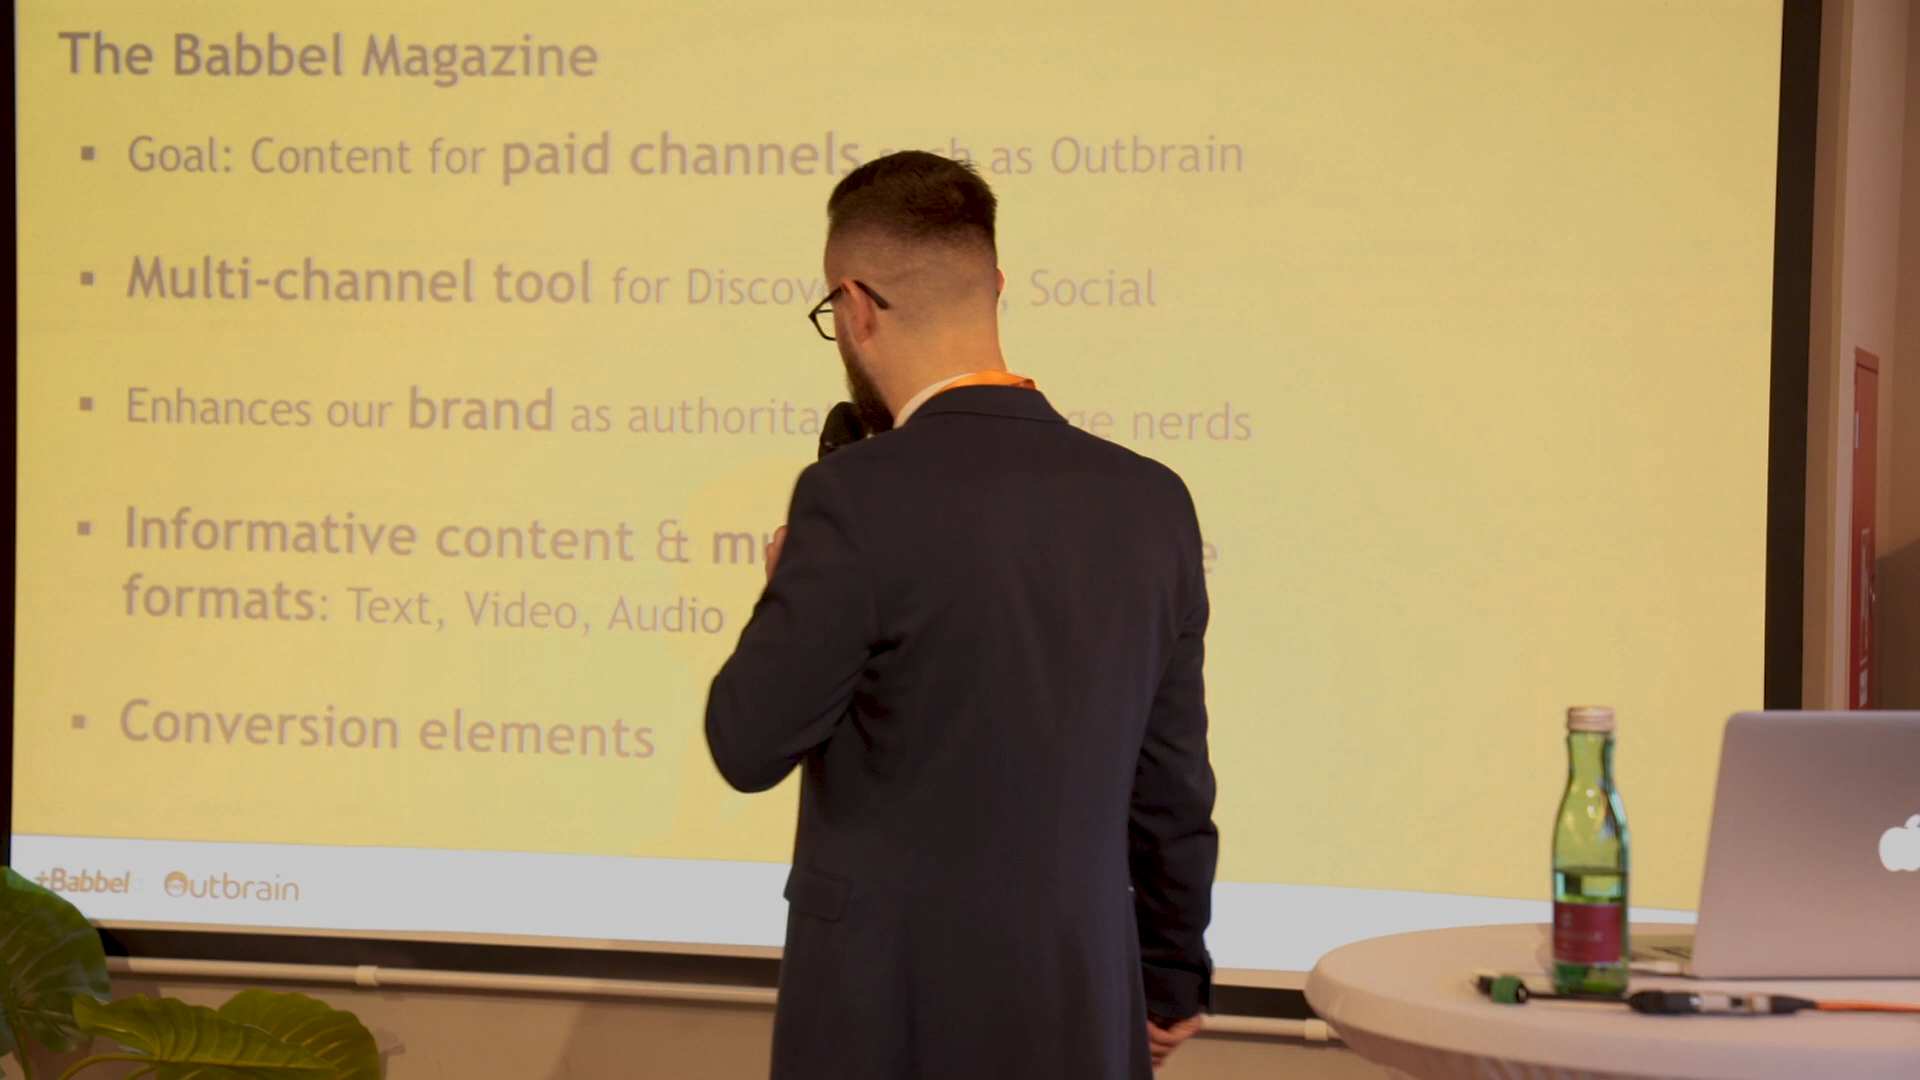 The Babbel Magazine
Goal: Content for paid channels such as Outbrain
Multi-channel tool for Social
Enhances our brand as nerds
Informative content &
formats: Text, Video, Audio
Conversion elements
+Babbel Outbrain